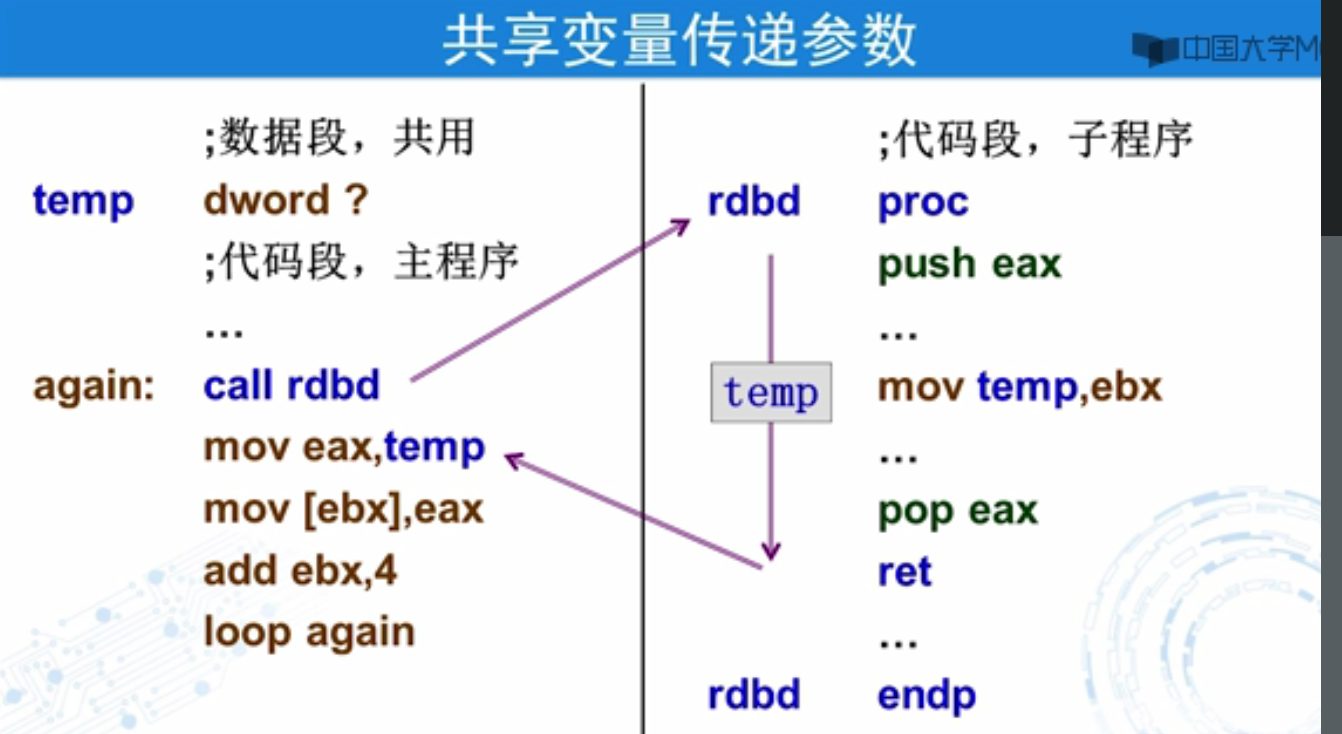 共享变量传递参数
中国大学M
;数据段，共用
temp dword ?
;代码段，主程序
...
again: call rdbd
mov eax,temp
mov [ebx],eax
add ebx,4
loop again
;代码段，子程序
rdbd proc
push eax
...
temp
mov temp,ebx
...
pop eax
ret
...
rdbd endp